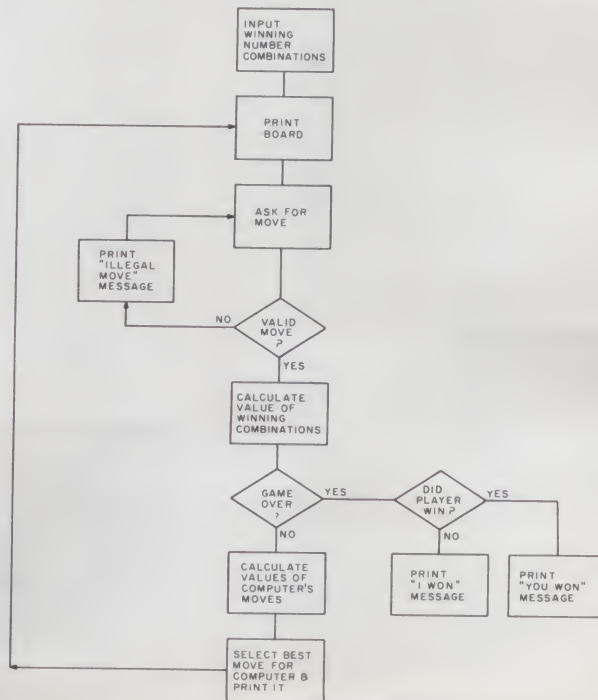 INPUT
WINNING
NUMBER
COMBINATIONS
PRINT
BOARD
ASK FOR
MOVE
PRINT
"ILLEGAL
MOVE"
MESSAGE
NO
VALID
MOVE
?
YES
CALCULATE
VALUE OF
WINNING
COMBINATIONS
GAME
OVER
?
YES
DID
PLAYER
WIN?
YES
NO
NO
CALCULATE
VALUES OF
COMPUTER'S
MOVES
PRINT
"I WON"
MESSAGE
PRINT
"YOU WON"
MESSAGE
SELECT BEST
MOVE FOR
COMPUTER &
PRINT IT